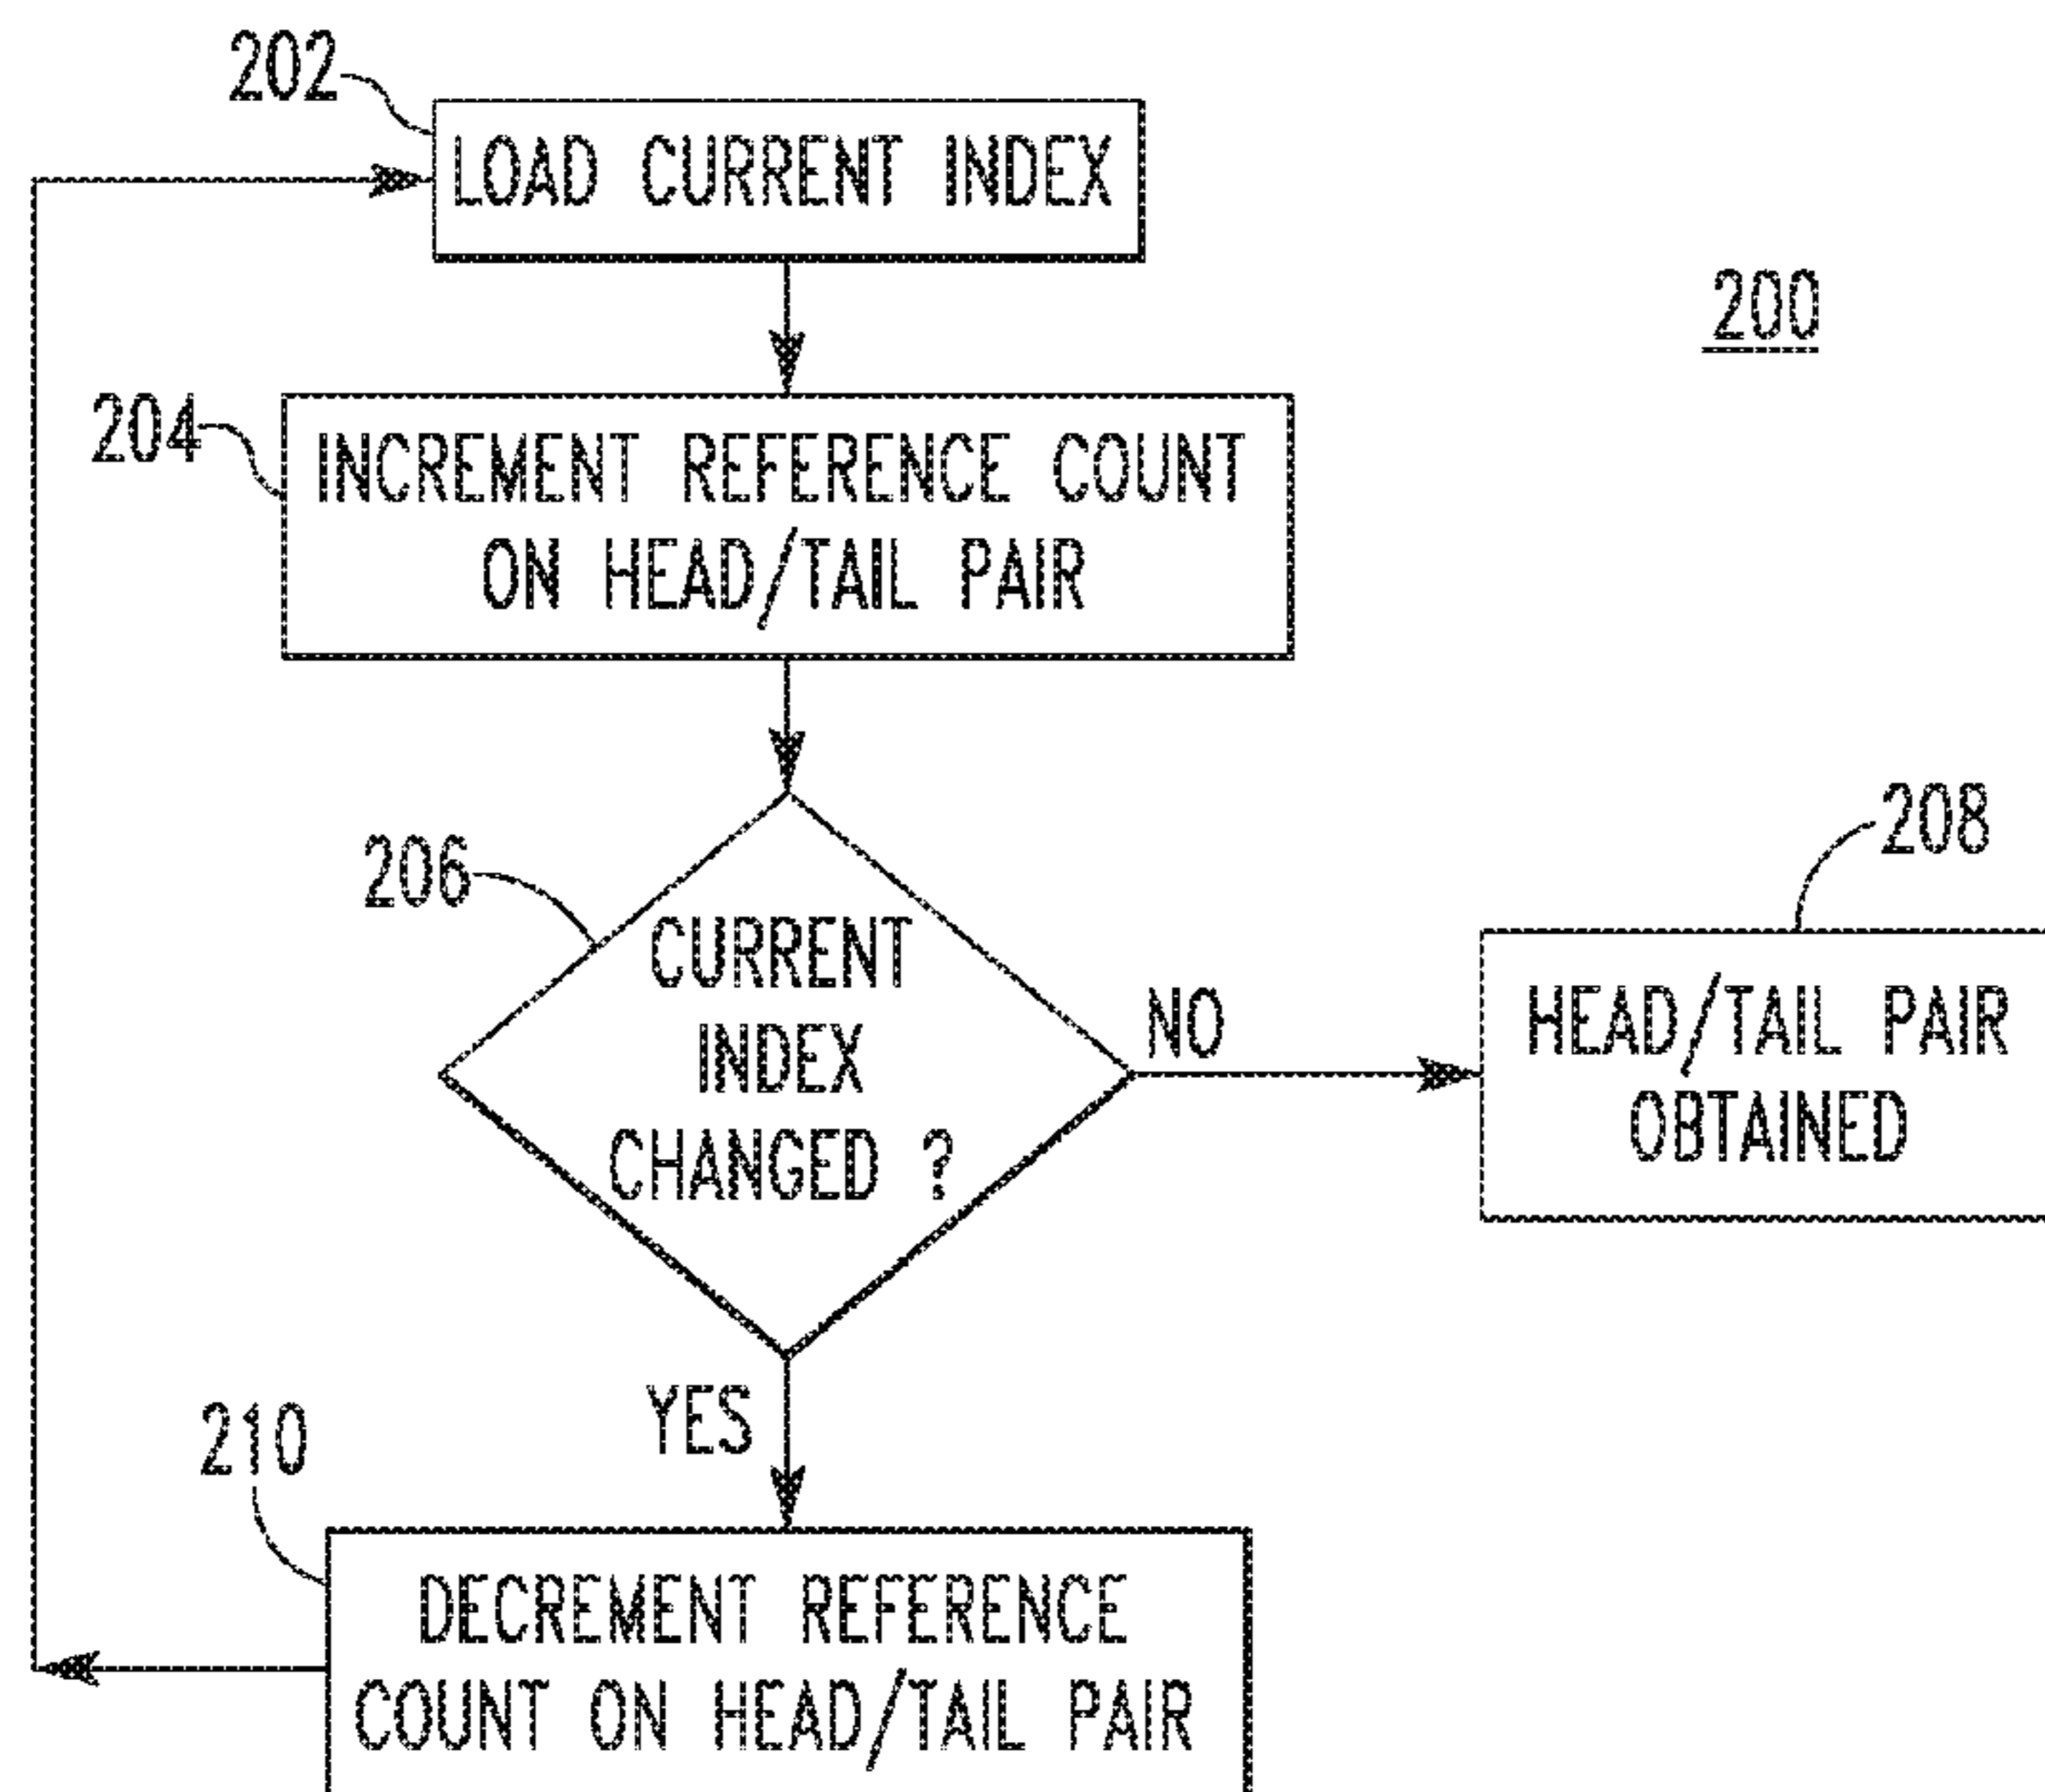 202
LOAD CURRENT INDEX
200
204
INCREMENT REFERENCE COUNT
ON HEAD/TAIL PAIR
206
CURRENT
INDEX
CHANGED ?
NO
208
HEAD/TAIL PAIR
OBTAINED
YES
210
DECREMENT REFERENCE
COUNT ON HEAD/TAIL PAIR